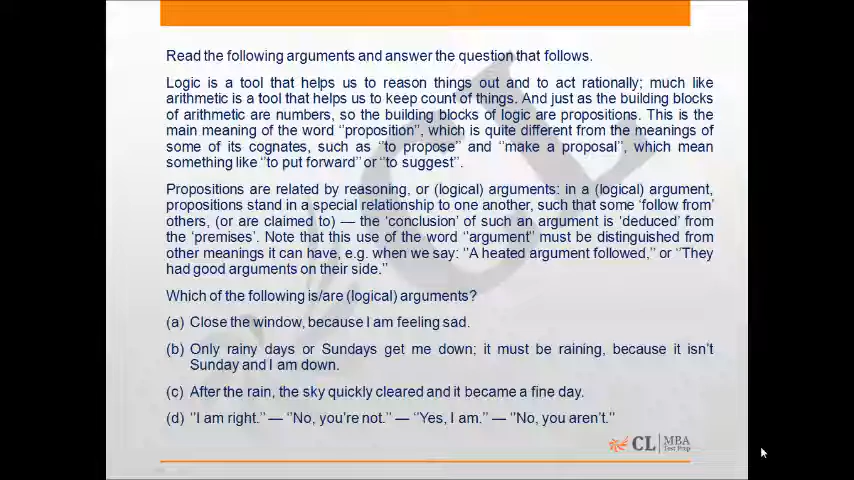 Read the following arguments and answer the question that follows.
Logic is a tool that helps us to reason things out and to act rationally; much like
arithmetic is a tool that helps us to keep count of things. And just as the building blocks
of arithmetic are numbers, so the building blocks of logic are propositions. This is the
main meaning of the word "proposition", which is quite different from the meanings of
some of its cognates, such as "to propose" and "make a proposal", which mean
something like "to put forward" or "to suggest".
Propositions are related by reasoning, or (logical) arguments: in a (logical) argument,
propositions stand in a special relationship to one another, such that some 'follow from'
others, (or are claimed to) — the 'conclusion' of such an argument is 'deduced' from
the 'premises'. Note that this use of the word "argument" must be distinguished from
other meanings it can have, e.g. when we say: "A heated argument followed," or "They
had good arguments on their side."
Which of the following is/are (logical) arguments?
(a) Close the window, because I am feeling sad.
(b) Only rainy days or Sundays get me down; it must be raining, because it isn't
Sunday and I am down.
(c) After the rain, the sky quickly cleared and it became a fine day.
(d) "I am right." — "No, you're not." — "Yes, I am." — "No, you aren't."
CL MBA
Test Prep